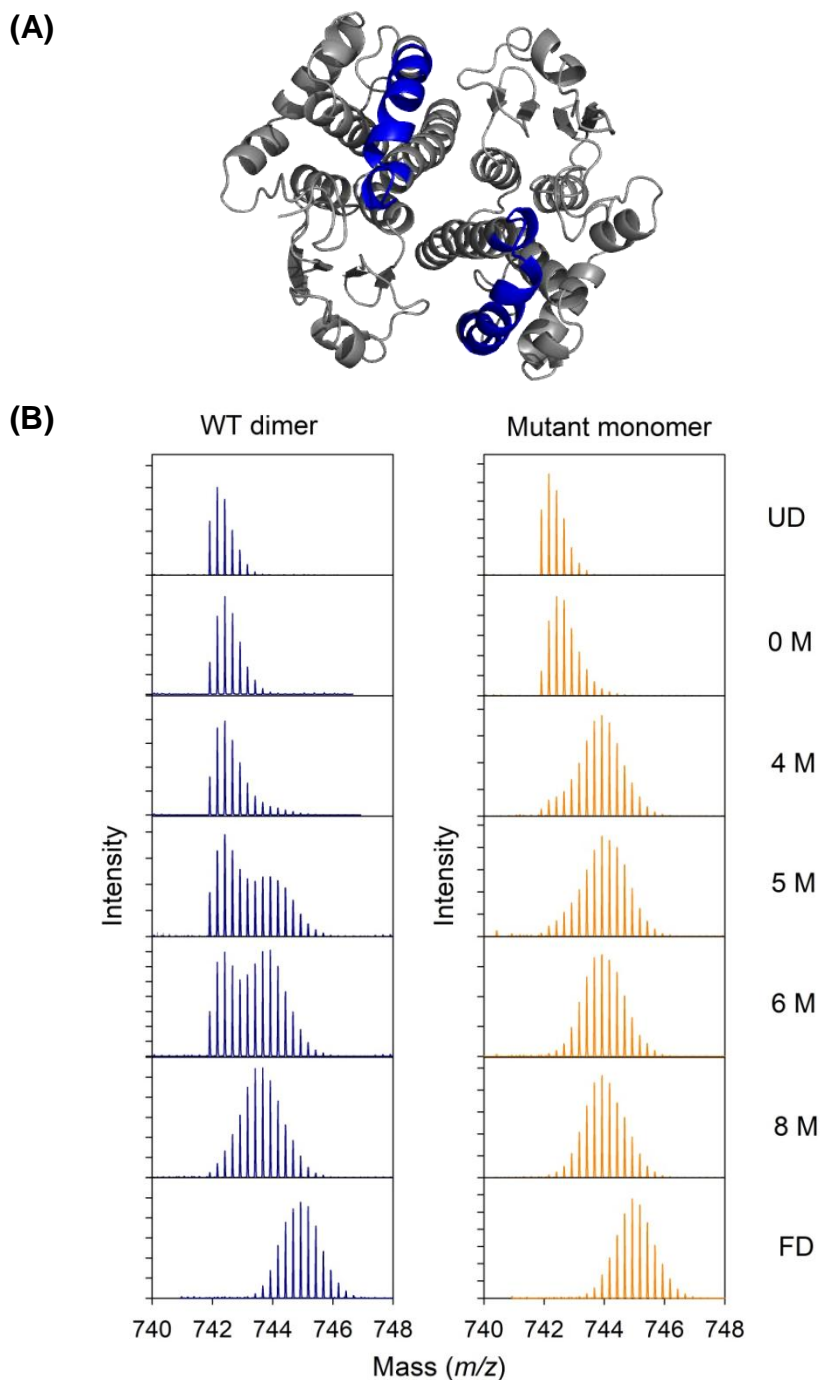 (A)
(B)
WT dimer
Mutant monomer
UD
0 M
4 M
5 M
6 M
8 M
FD
Intensity
Intensity
740 742 744 746 748 740 742 744 746 748
Mass (m/z)